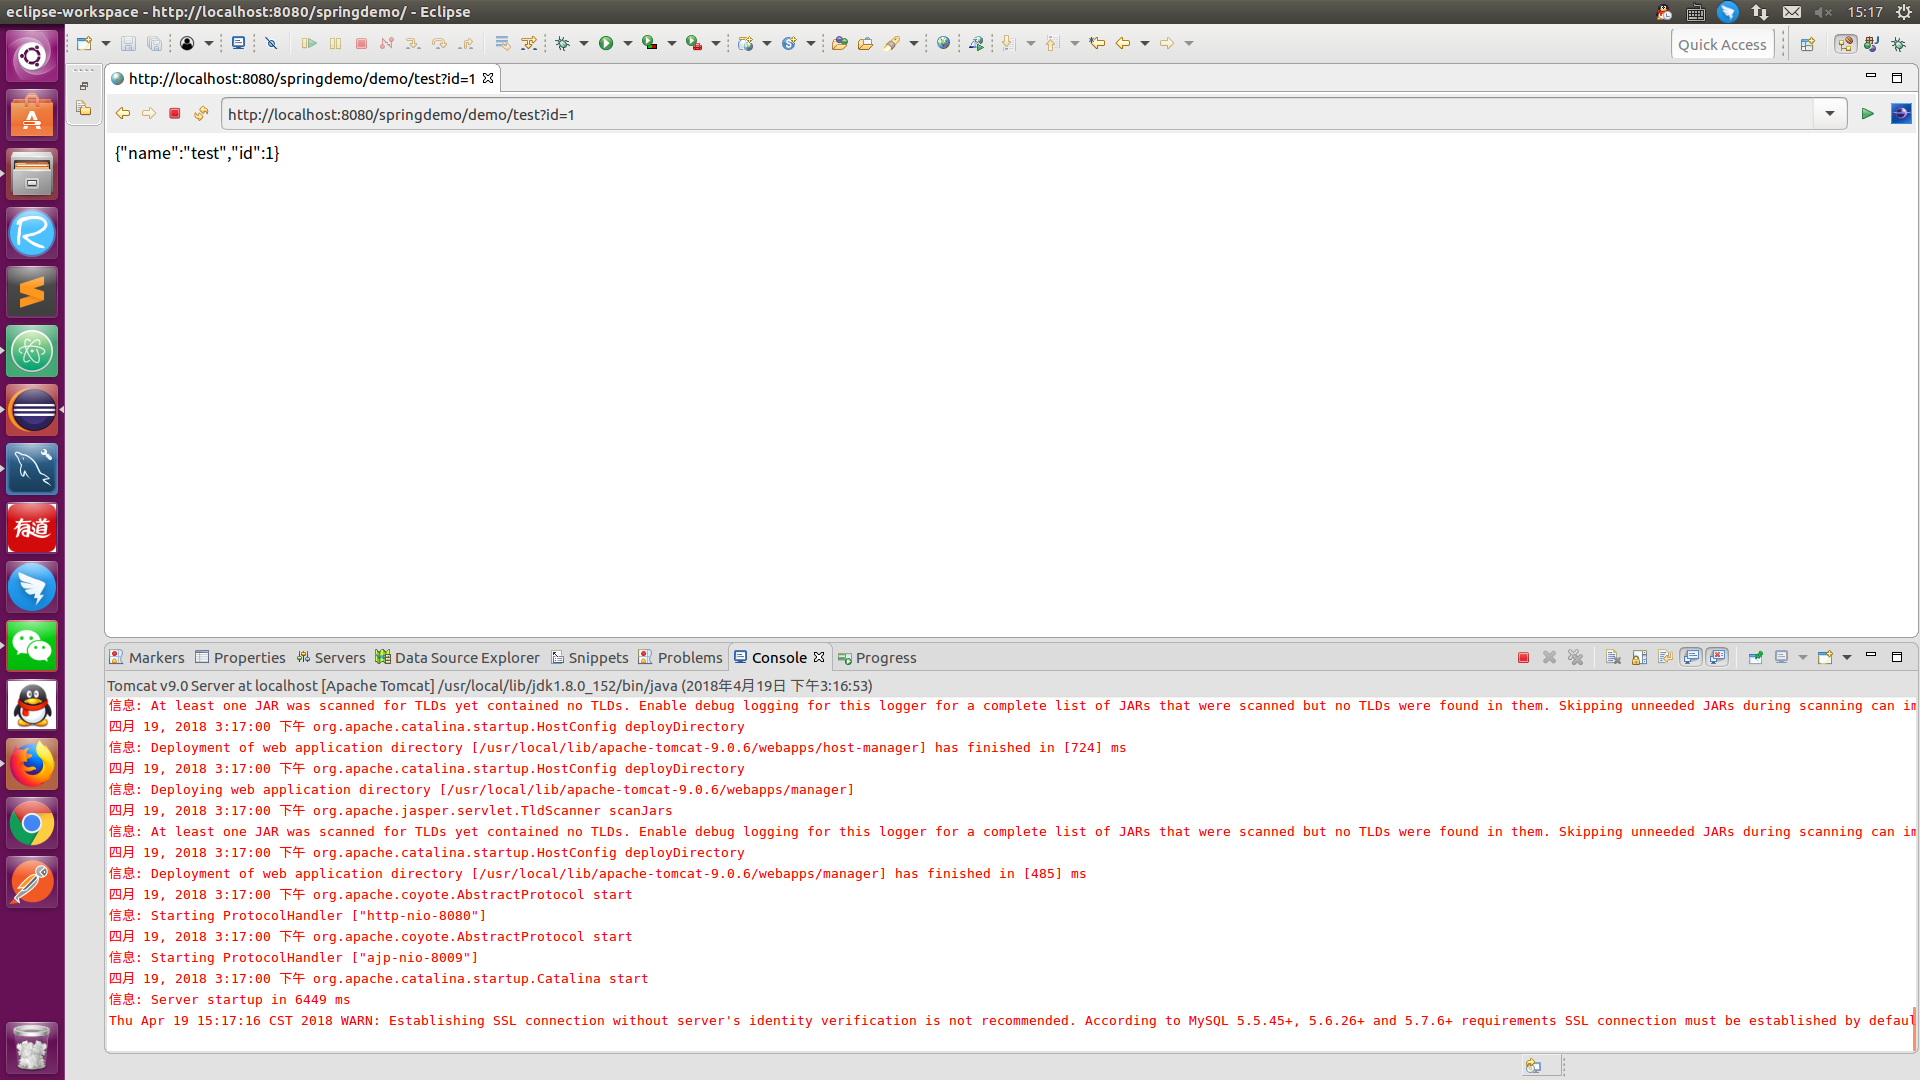 eclipse-workspace - http://localhost:8080/springdemo/ - Eclipse
15:17
Quick Access
http://localhost:8080/springdemo/demo/test?id=1
http://localhost:8080/springdemo/demo/test?id=1
{"name":"test","id":1}
有道
Markers Properties Servers Data Source Explorer Snippets Problems Console Progress
Tomcat v9.0 Server at localhost [Apache Tomcat] /usr/local/lib/jdk1.8.0_152/bin/java (2018年4月19日 下午3:16:53)
信息: At least one JAR was scanned for TLDs yet contained no TLDs. Enable debug logging for this logger for a complete list of JARs that were scanned but no TLDs were found in them. Skipping unneeded JARs during scanning can im
四月 19, 2018 3:17:00 下午 org.apache.catalina.startup.HostConfig deployDirectory
信息: Deployment of web application directory [/usr/local/lib/apache-tomcat-9.0.6/webapps/host-manager] has finished in [724] ms
四月 19, 2018 3:17:00 下午 org.apache.catalina.startup.HostConfig deployDirectory
信息: Deploying web application directory [/usr/local/lib/apache-tomcat-9.0.6/webapps/manager]
四月 19, 2018 3:17:00 下午 org.apache.jasper.servlet.TldScanner scanJars
信息: At least one JAR was scanned for TLDs yet contained no TLDs. Enable debug logging for this logger for a complete list of JARs that were scanned but no TLDs were found in them. Skipping unneeded JARs during scanning can im
四月 19, 2018 3:17:00 下午 org.apache.catalina.startup.HostConfig deployDirectory
信息: Deployment of web application directory [/usr/local/lib/apache-tomcat-9.0.6/webapps/manager] has finished in [485] ms
四月 19, 2018 3:17:00 下午 org.apache.coyote.AbstractProtocol start
信息: Starting ProtocolHandler ["http-nio-8080"]
四月 19, 2018 3:17:00 下午 org.apache.coyote.AbstractProtocol start
信息: Starting ProtocolHandler ["ajp-nio-8009"]
四月 19, 2018 3:17:00 下午 org.apache.catalina.startup.Catalina start
信息: Server startup in 6449 ms
Thu Apr 19 15:17:16 CST 2018 WARN: Establishing SSL connection without server's identity verification is not recommended. According to MySQL 5.5.45+, 5.6.26+ and 5.7.6+ requirements SSL connection must be established by defaul